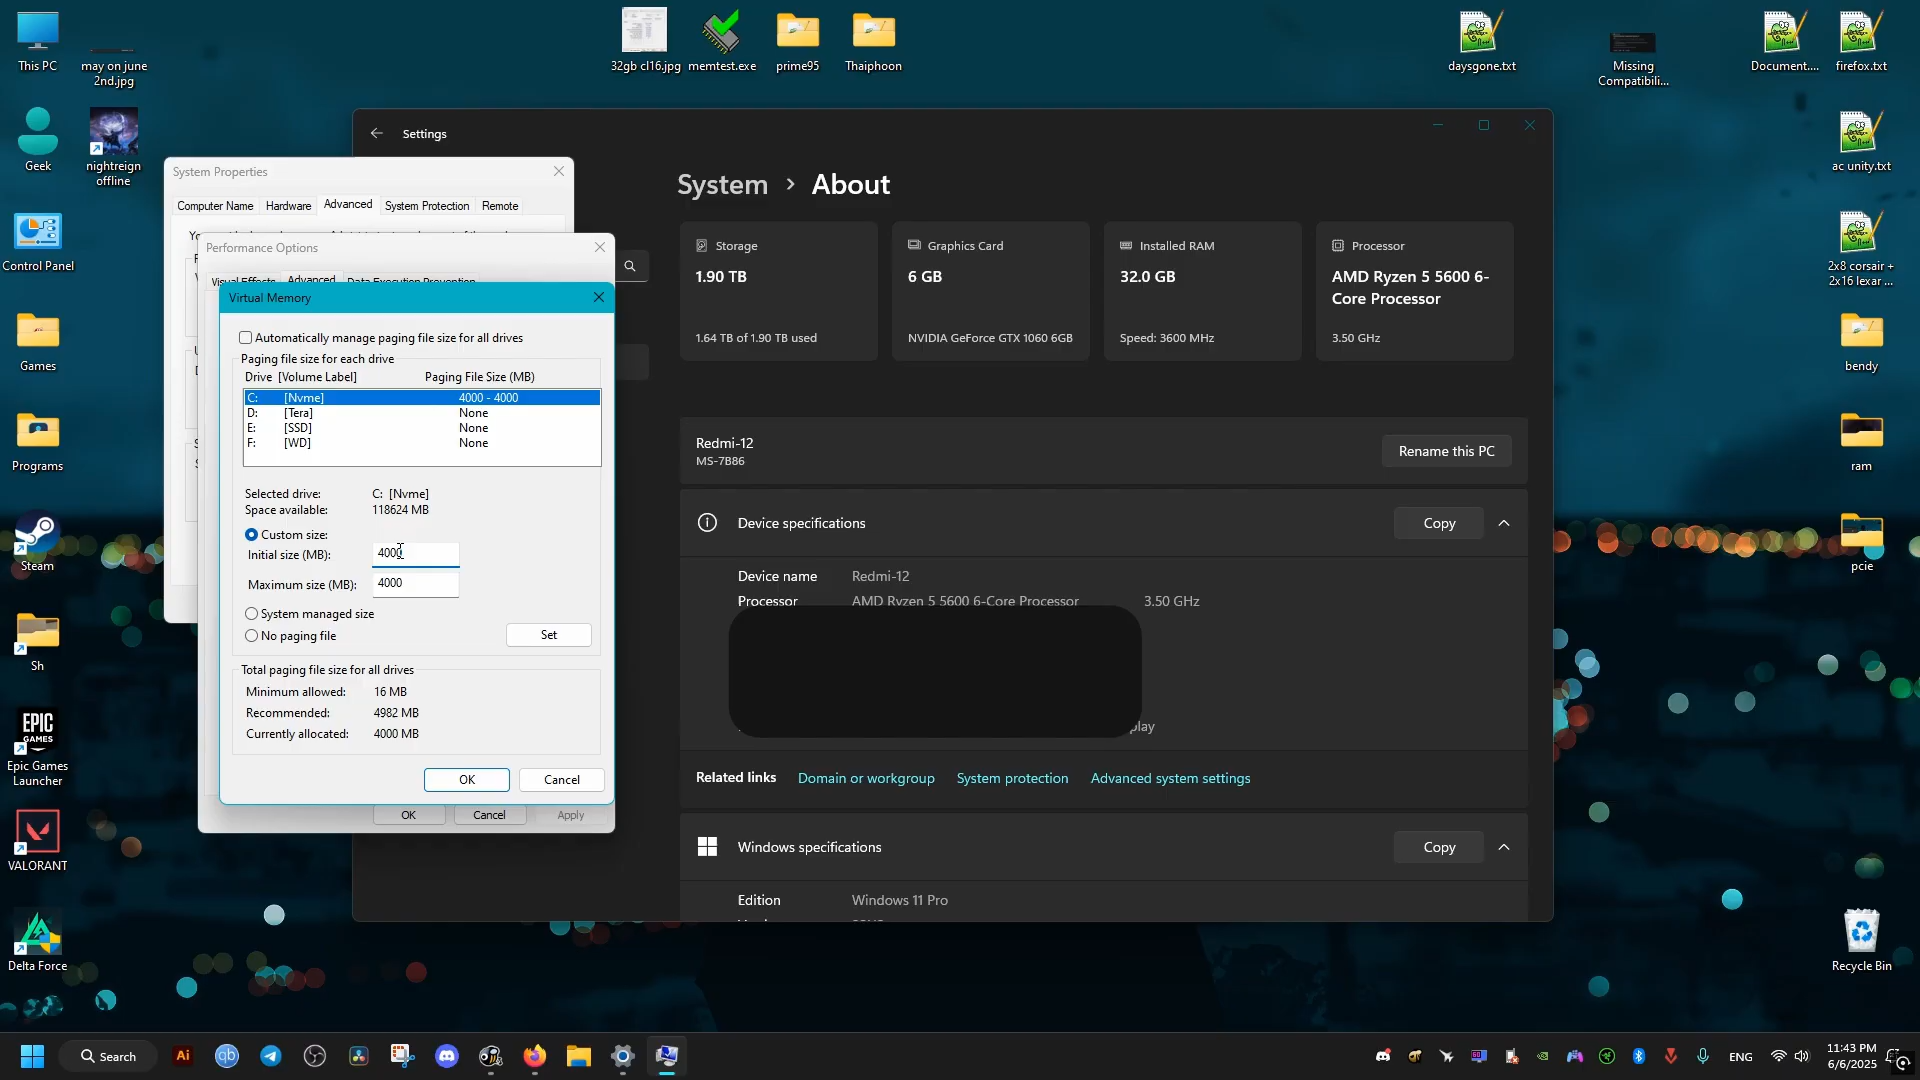 This PC
may on june
2nd.jpg
32gb cl16.jpg
memtest.exe
prime95
Thaiphoon
daysgone.txt
Missing
Compatibili...
Document....
firefox.txt
Geek
nightreign
offline
ac unity.txt
Control Panel
2x8 corsair +
2x16 lexar ...
Games
bendy
Programs
ram
Steam
pcie
Sh
EPIC
GAMES
Epic Games
Launcher
VALORANT
Delta Force
Recycle Bin
Settings
System > About
Storage
1.90 TB
1.64 TB of 1.90 TB used
Graphics Card
6 GB
NVIDIA GeForce GTX 1060 6GB
Installed RAM
32.0 GB
Speed: 3600 MHz
Processor
AMD Ryzen 5 5600 6-
Core Processor
3.50 GHz
Redmi-12
MS-7B86
Rename this PC
Device specifications
Copy
Device name Redmi-12
Processor AMD Ryzen 5 5600 6-Core Processor 3.50 GHz
play
Related links Domain or workgroup System protection Advanced system settings
Windows specifications
Copy
Edition Windows 11 Pro
System Properties
Computer Name Hardware Advanced System Protection Remote
Performance Options
Visual Effects Advanced Data Execution Prevention
Virtual Memory
Automatically manage paging file size for all drives
Paging file size for each drive
Drive [Volume Label] Paging File Size (MB)
C: [Nvme] 4000 - 4000
D: [Tera] None
E: [SSD] None
F: [WD] None
Selected drive: C: [Nvme]
Space available: 118624 MB
Custom size:
Initial size (MB): 4000
Maximum size (MB): 4000
System managed size
No paging file
Set
Total paging file size for all drives
Minimum allowed: 16 MB
Recommended: 4982 MB
Currently allocated: 4000 MB
OK Cancel
OK Cancel Apply
Search
Ai
qb
ENG
11:43 PM
6/6/2025